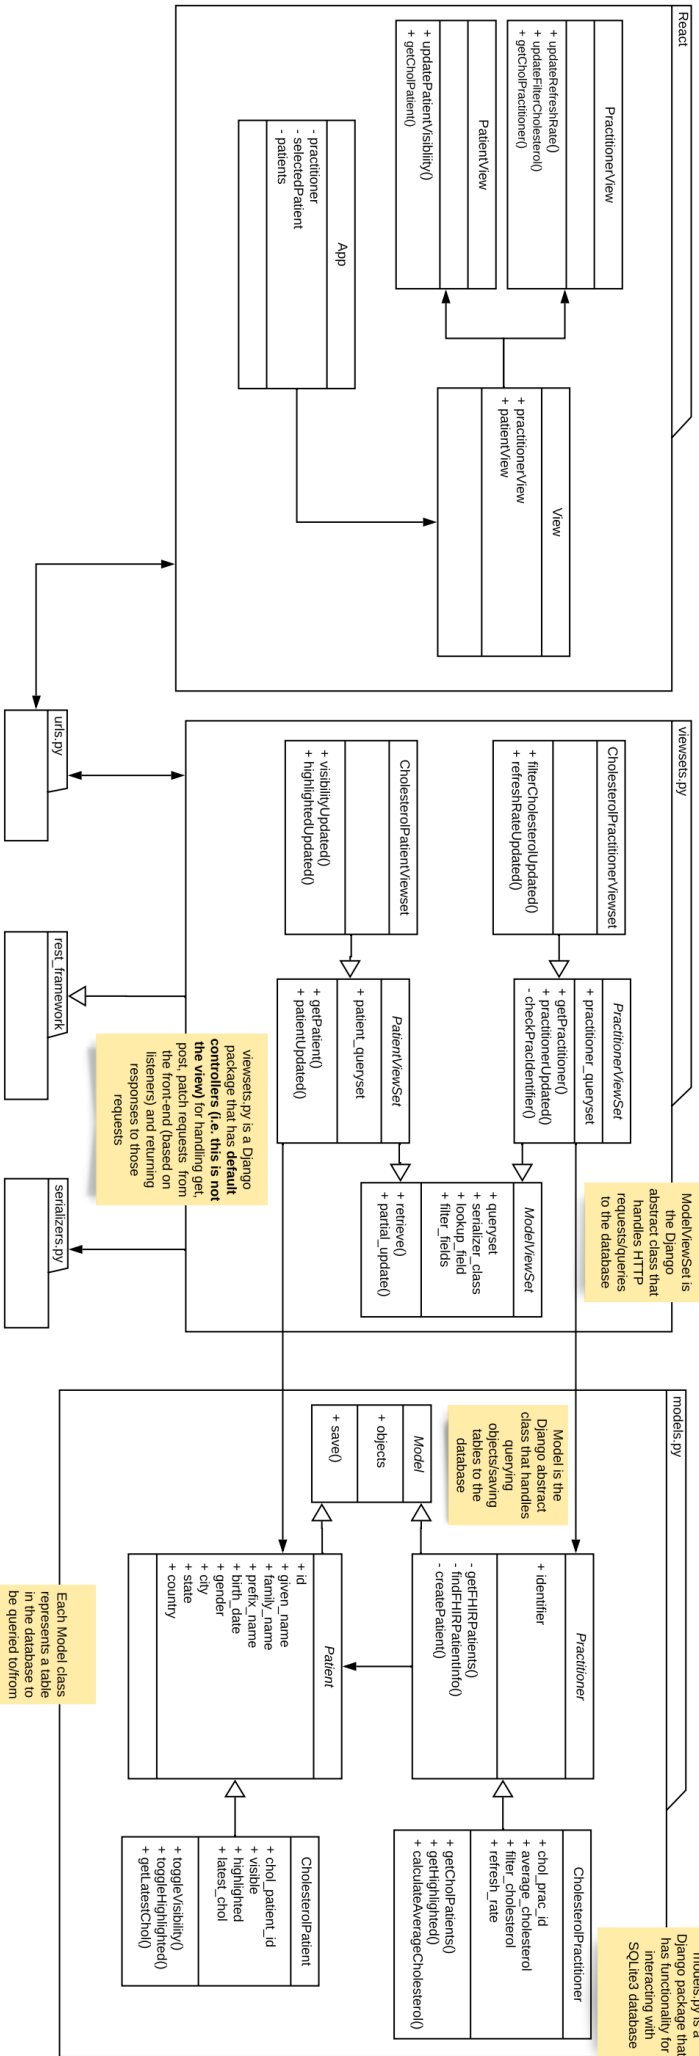 React
PractitionerView
+ updateRefreshRate()
+ updateFilterCholesterol()
+ getCholPractitioner()
PatientView
+ updatePatientVisibliity()
+ getCholPatient()
View
+ practitionerView
+ patientView
App
- practitioner
- selectedPatient
- patients
urls.py
viewsets.py
CholesterolPractitionerViewset
+ filterCholesterolUpdated()
+ refreshRateUpdated()
PractitionerViewSet
+ practitioner_queryset
+ getPractitioner()
+ practitionerUpdated()
- checkPracIdentifier()
ModelViewSet is
the Django
abstract class that
handles HTTP
requests/queries
to the database
ModelViewSet
+ queryset
+ serializer_class
+ lookup_field
+ filter_fields
+ retrieve()
+ partial_update()
CholesterolPatientViewset
+ visibilityUpdated()
+ highlightedUpdated()
PatientViewSet
+ patient_queryset
+ getPatient()
+ patientUpdated()
viewsets.py is a Django
package that has default
controllers (i.e. this is not
the view) for handling get,
post, patch requests from
the front-end (based on
listeners) and returning
responses to those
requests
rest_framework
serializers.py
models.py
Model is the
Django abstract
class that handles
querying
objects/saving
tables to the
database
Model
+ objects
+ save()
Practitioner
+ identifier
- getFHIRPatients()
- findFHIRPatientInfo()
- createPatient()
CholesterolPractitioner
+ chol_prac_id
+ average_cholesterol
+ filter_cholesterol
+ refresh_rate
+ getCholPatients()
+ getHighlighted()
+ calculateAverageCholesterol()
Patient
+ id
+ given_name
+ family_name
+ prefix_name
+ birth_date
+ gender
+ city
+ state
+ country
CholesterolPatient
+ chol_patient_id
+ visible
+ highlighted
+ latest_chol
+ toggleVisibility()
+ toggleHighlighted()
+ getLatestChol()
models.py is a
Django package that
has functionality for
interacting with
SQLite3 database
Each Model class
represents a table
in the database to
be queried to/from